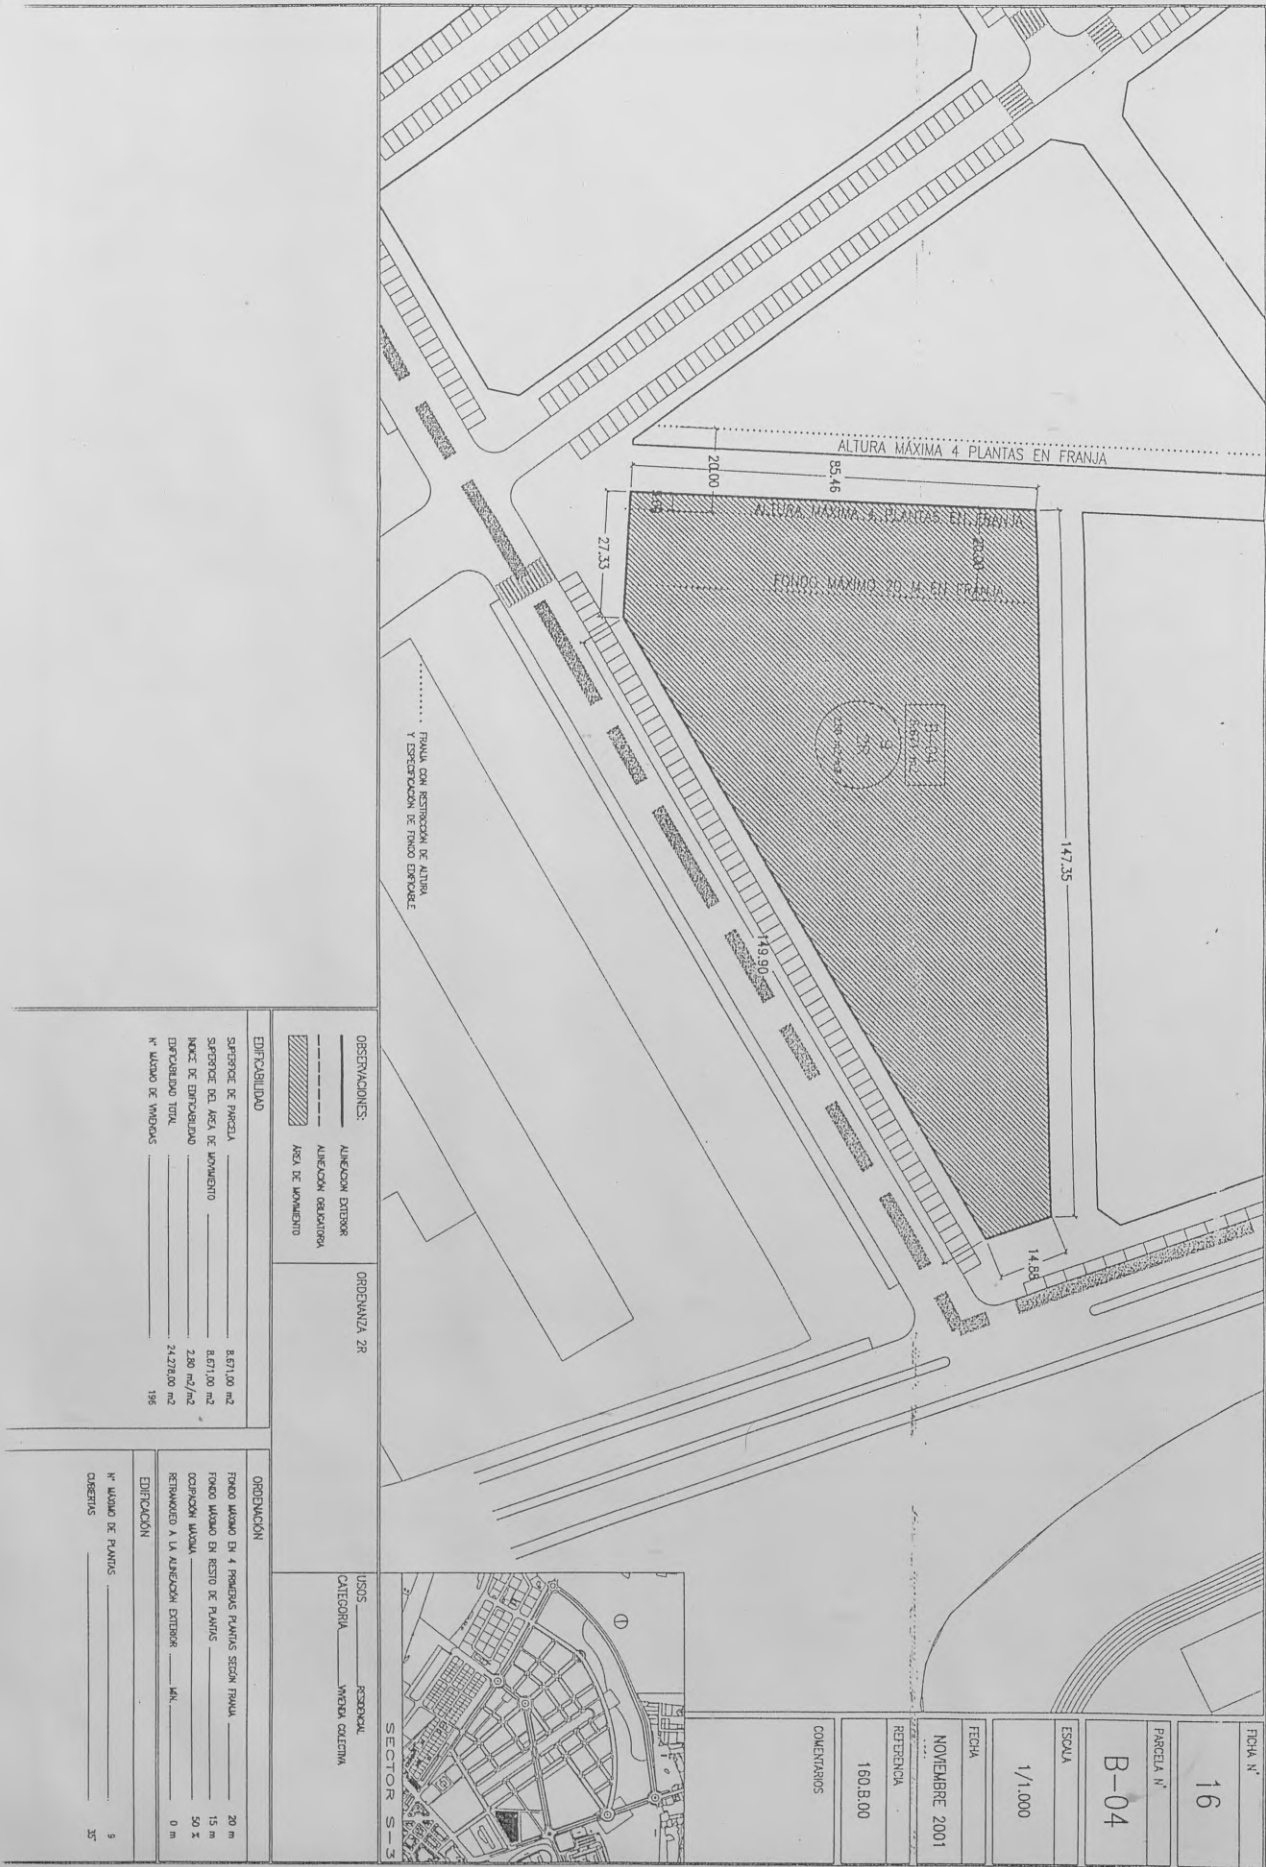 FICHA Nº
16
PARCELA Nº
B-04
ESCALA
1/1.000
FECHA
NOVIEMBRE 2001
REFERENCIA
160.B.00
COMENTARIOS
ALTURA MÁXIMA 4 PLANTAS EN FRANJA
20.00
85.46
ALTURA MÁXIMA 4 PLANTAS EN FRANJA
20.00
FONDO MÁXIMO 20 M EN FRANJA
27.33
B-04
9
147.35
149.90
14.88
FRANJA CON RESTRICCIÓN DE ALTURA
Y ESPECIFICACIÓN DE FONDO EDIFICABLE
SECTOR S-3
OBSERVACIONES:
ALINEACION EXTERIOR
ALINEACIÓN OBLIGATORIA
ÁREA DE MOVIMIENTO
ORDENANZA 2R
USOS RESIDENCIAL
CATEGORÍA VIVIENDA COLECTIVA
EDIFICABILIDAD
SUPERFICIE DE PARCELA 8.671,00 m2
SUPERFICIE DEL ÁREA DE MOVIMIENTO 8.671,00 m2
INDICE DE EDIFICABILIDAD 2,80 m2/m2
EDIFICABILIDAD TOTAL 24.278,00 m2
Nº MÁXIMO DE VIVIENDAS 196
ORDENACIÓN
FONDO MÁXIMO EN 4 PRIMERAS PLANTAS SEGÚN FRANJA 20 m
FONDO MÁXIMO EN RESTO DE PLANTAS 15 m
OCUPACIÓN MÁXIMA 50 %
RETRANQUEO A LA ALINEACIÓN EXTERIOR MÍN. 0 m
EDIFICACIÓN
Nº MÁXIMO DE PLANTAS 9
CUBIERTAS 35º